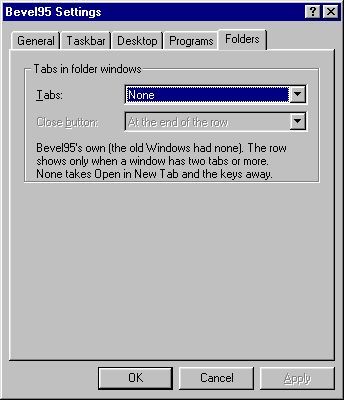 Bevel95 Settings
General Taskbar Desktop Programs Folders
Tabs in folder windows
Tabs: None
Close button: At the end of the row
Bevel95's own (the old Windows had none). The row
shows only when a window has two tabs or more.
None takes Open in New Tab and the keys away.
OK Cancel Apply